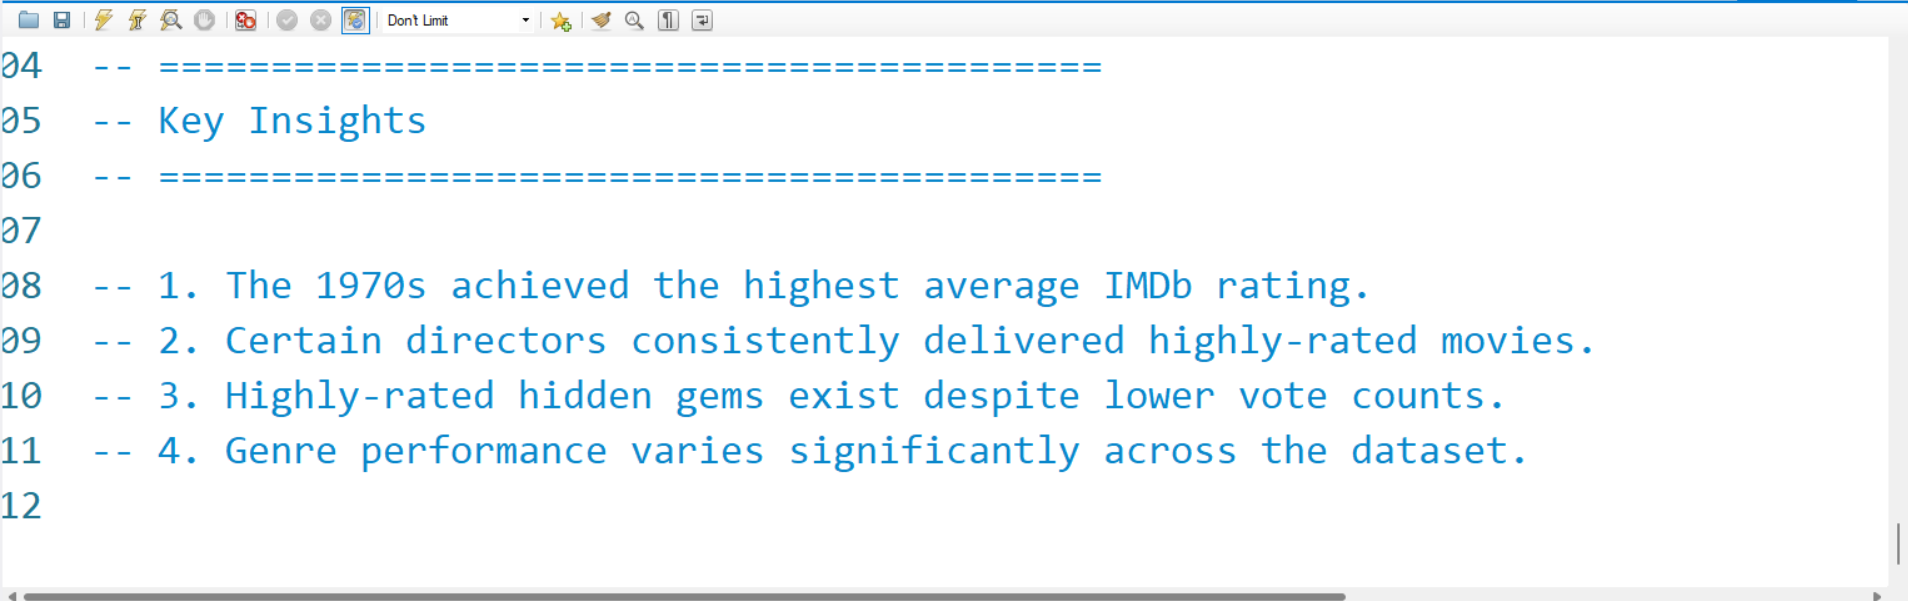 Don't Limit
04 -- ==========================================
05 -- Key Insights
06 -- ==========================================
07
08 -- 1. The 1970s achieved the highest average IMDb rating.
09 -- 2. Certain directors consistently delivered highly-rated movies.
10 -- 3. Highly-rated hidden gems exist despite lower vote counts.
11 -- 4. Genre performance varies significantly across the dataset.
12